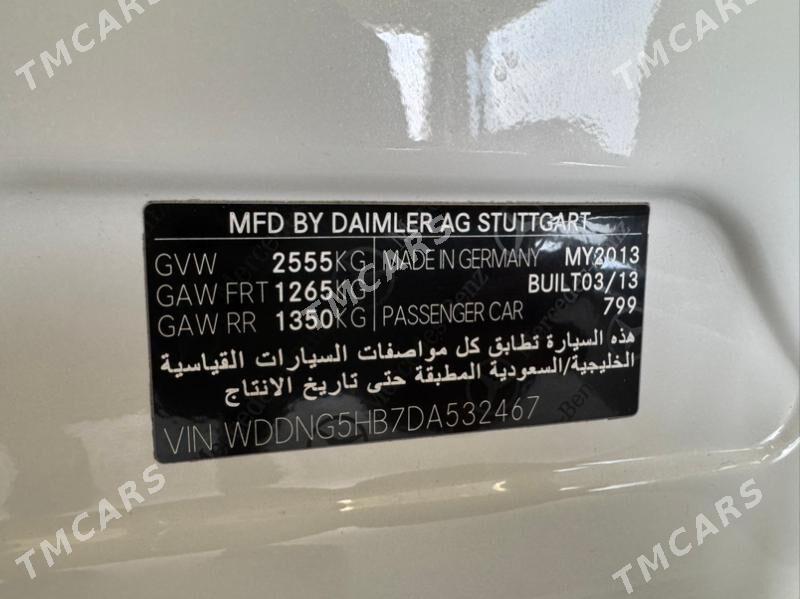 TMCARS
TMCARS
MFD BY DAIMLER AG STUTTGART
GVW 2555KG MADE IN GERMANY MY2013
GAW FRT 1265KG BUILT03/13
GAW RR 1350KG PASSENGER CAR 799
هذه السيارة تطابق كل مواصفات السيارات القياسية
الخليجية/السعودية المطبقة حتى تاريخ الانتاج
VIN WDDNG5HB7DA532467
TMCARS
TMCARS
TMCARS